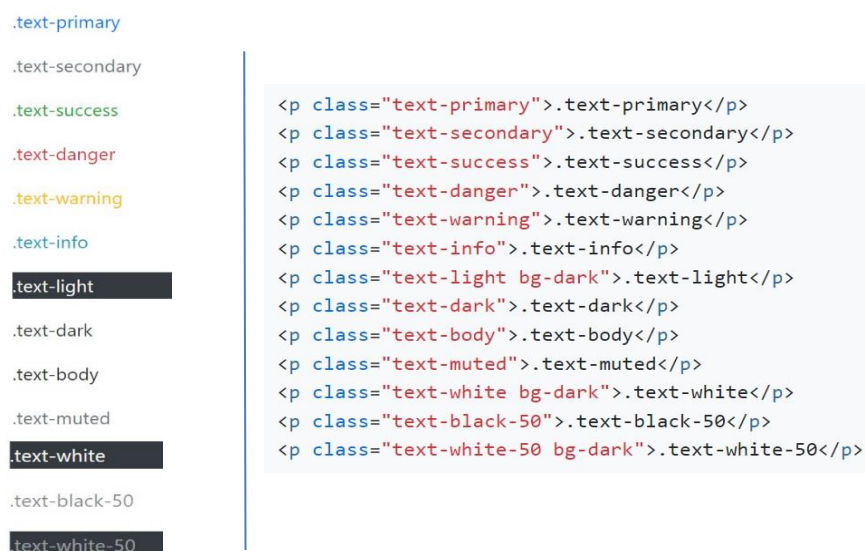 .text-primary
.text-secondary
.text-success
.text-danger
.text-warning
.text-info
.text-light
.text-dark
.text-body
.text-muted
.text-white
.text-black-50
.text-white-50
<p class="text-primary">.text-primary</p>
<p class="text-secondary">.text-secondary</p>
<p class="text-success">.text-success</p>
<p class="text-danger">.text-danger</p>
<p class="text-warning">.text-warning</p>
<p class="text-info">.text-info</p>
<p class="text-light bg-dark">.text-light</p>
<p class="text-dark">.text-dark</p>
<p class="text-body">.text-body</p>
<p class="text-muted">.text-muted</p>
<p class="text-white bg-dark">.text-white</p>
<p class="text-black-50">.text-black-50</p>
<p class="text-white-50 bg-dark">.text-white-50</p>